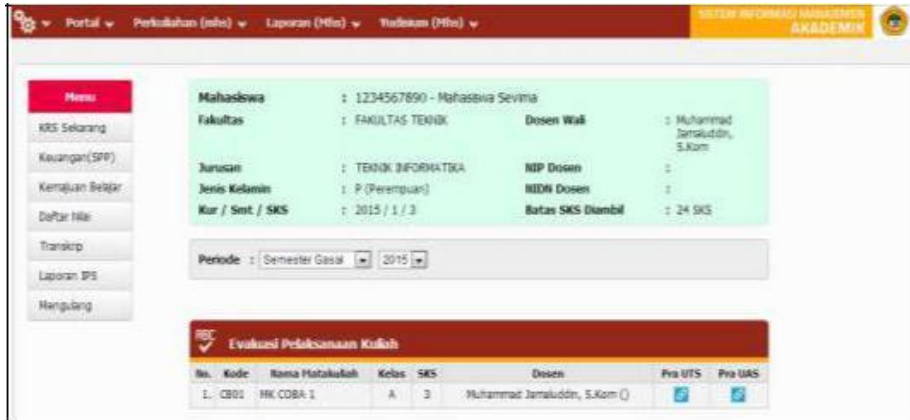 Portal Perkuliahan (mhs) Laporan (Mhs) Yudisium (Mhs)
SISTEM INFORMASI MANAJEMEN
AKADEMIK
Menu
KRS Sekarang
Keuangan(SPP)
Kemajuan Belajar
Daftar Nilai
Transkrip
Laporan IPS
Mengulang
Mahasiswa : 1234567890 - Mahasiswa Sevima
Fakultas : FAKULTAS TEKNIK Dosen Wali : Muhammad
Jamaluddin,
S.Kom
Jurusan : TEKNIK INFORMATIKA NIP Dosen :
Jenis Kelamin : P (Perempuan) NIDN Dosen :
Kur / Smt / SKS : 2015 / 1 / 3 Batas SKS Diambil : 24 SKS
Periode : Semester Gasal 2015
ABC Evaluasi Pelaksanaan Kuliah
No. Kode Nama Matakuliah Kelas SKS Dosen Pra UTS Pra UAS
1. CB01 MK COBA 1 A 3 Muhammad Jamaluddin, S.Kom ()